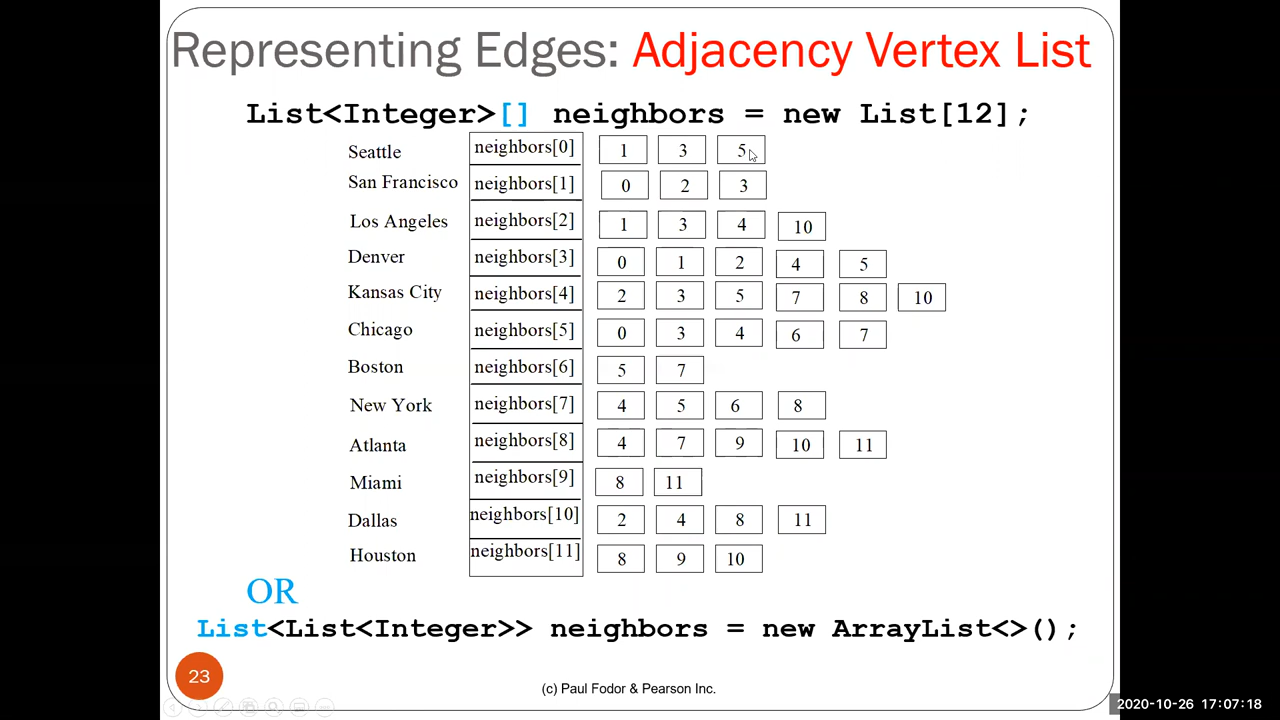 Representing Edges: Adjacency Vertex List
List<Integer>[] neighbors = new List[12];
Seattle neighbors[0] 1 3 5
San Francisco neighbors[1] 0 2 3
Los Angeles neighbors[2] 1 3 4 10
Denver neighbors[3] 0 1 2 4 5
Kansas City neighbors[4] 2 3 5 7 8 10
Chicago neighbors[5] 0 3 4 6 7
Boston neighbors[6] 5 7
New York neighbors[7] 4 5 6 8
Atlanta neighbors[8] 4 7 9 10 11
Miami neighbors[9] 8 11
Dallas neighbors[10] 2 4 8 11
Houston neighbors[11] 8 9 10
OR
List<List<Integer>> neighbors = new ArrayList<>();
23
(c) Paul Fodor & Pearson Inc.
2020-10-26 17:07:18